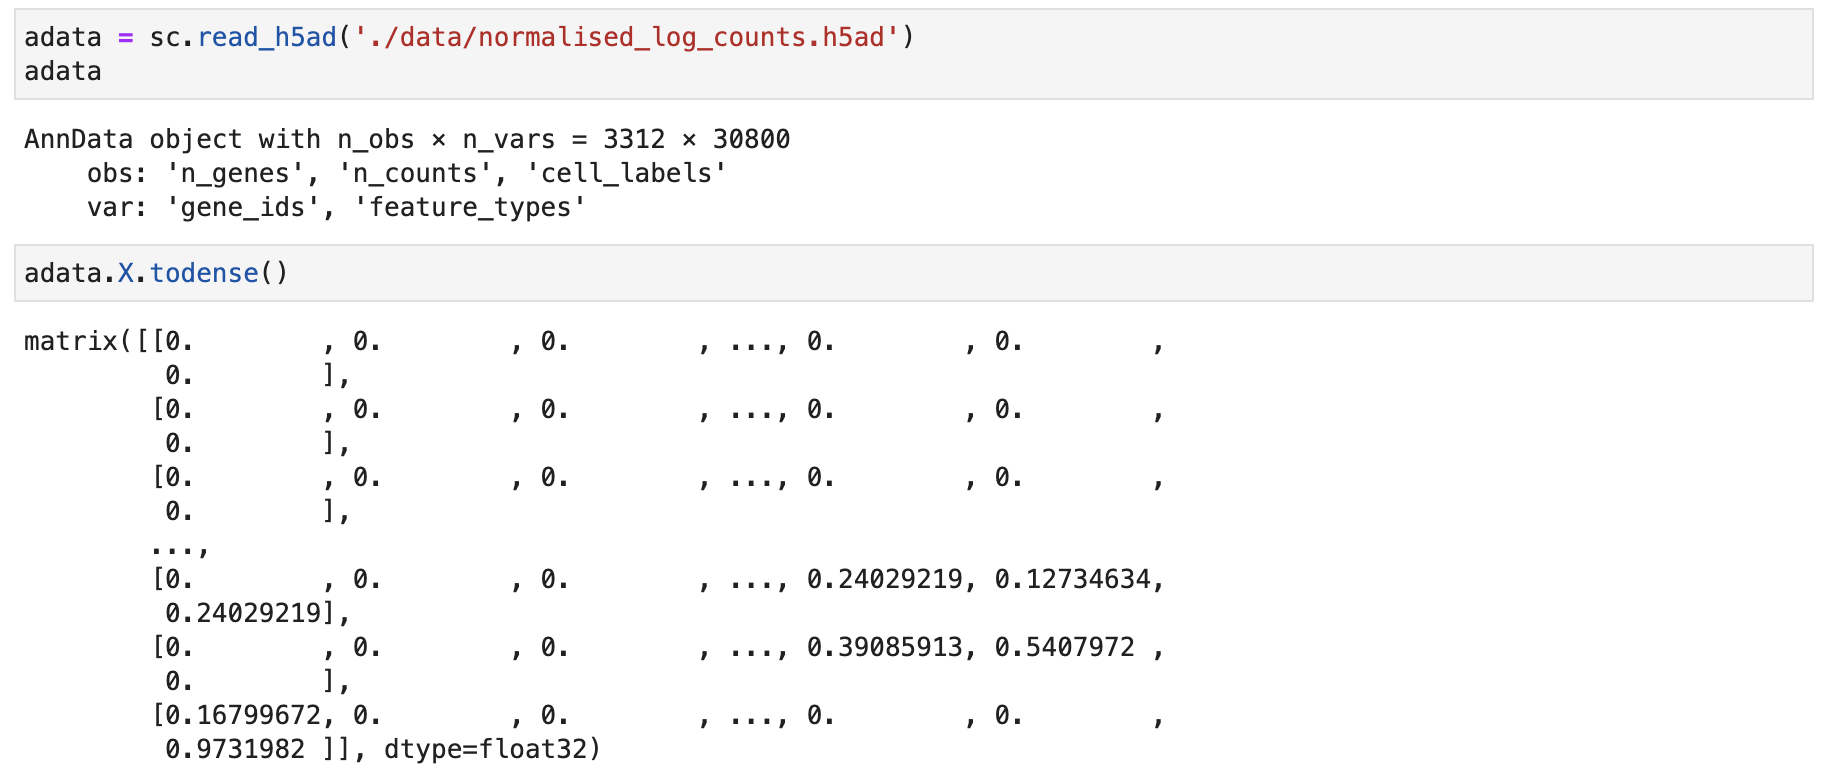 adata = sc.read_h5ad('./data/normalised_log_counts.h5ad')
adata
AnnData object with n_obs × n_vars = 3312 × 30800
    obs: 'n_genes', 'n_counts', 'cell_labels'
    var: 'gene_ids', 'feature_types'
adata.X.todense()
matrix([[0.        , 0.        , 0.        , ..., 0.        , 0.        ,
         0.        ],
        [0.        , 0.        , 0.        , ..., 0.        , 0.        ,
         0.        ],
        [0.        , 0.        , 0.        , ..., 0.        , 0.        ,
         0.        ],
        ...,
        [0.        , 0.        , 0.        , ..., 0.24029219, 0.12734634,
         0.24029219],
        [0.        , 0.        , 0.        , ..., 0.39085913, 0.5407972 ,
         0.        ],
        [0.16799672, 0.        , 0.        , ..., 0.        , 0.        ,
         0.9731982 ]], dtype=float32)